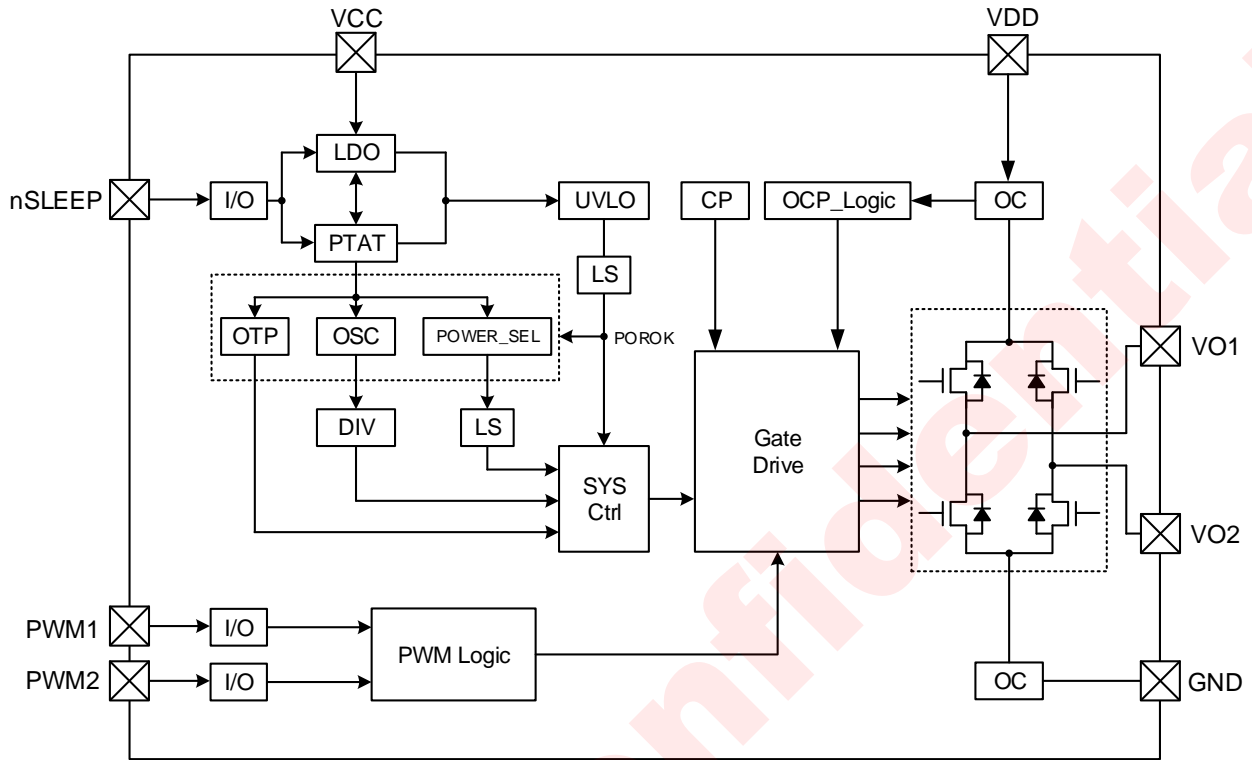 VCC
VDD
LDO
nSLEEP
I/O
UVLO
CP
OCP_Logic
OC
PTAT
LS
OTP
OSC
POWER_SEL
POROK
VO1
DIV
LS
Gate
Drive
SYS
Ctrl
VO2
PWM1
I/O
PWM Logic
PWM2
I/O
OC
GND
nfidentia